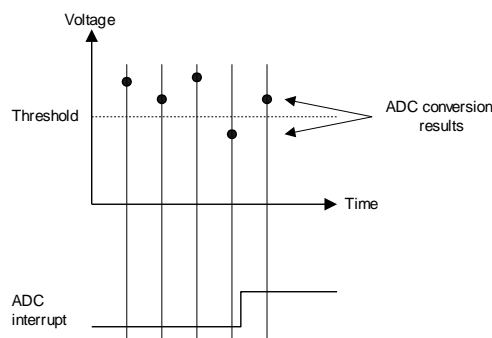 Voltage
Threshold
ADC conversion
results
Time
ADC
interrupt